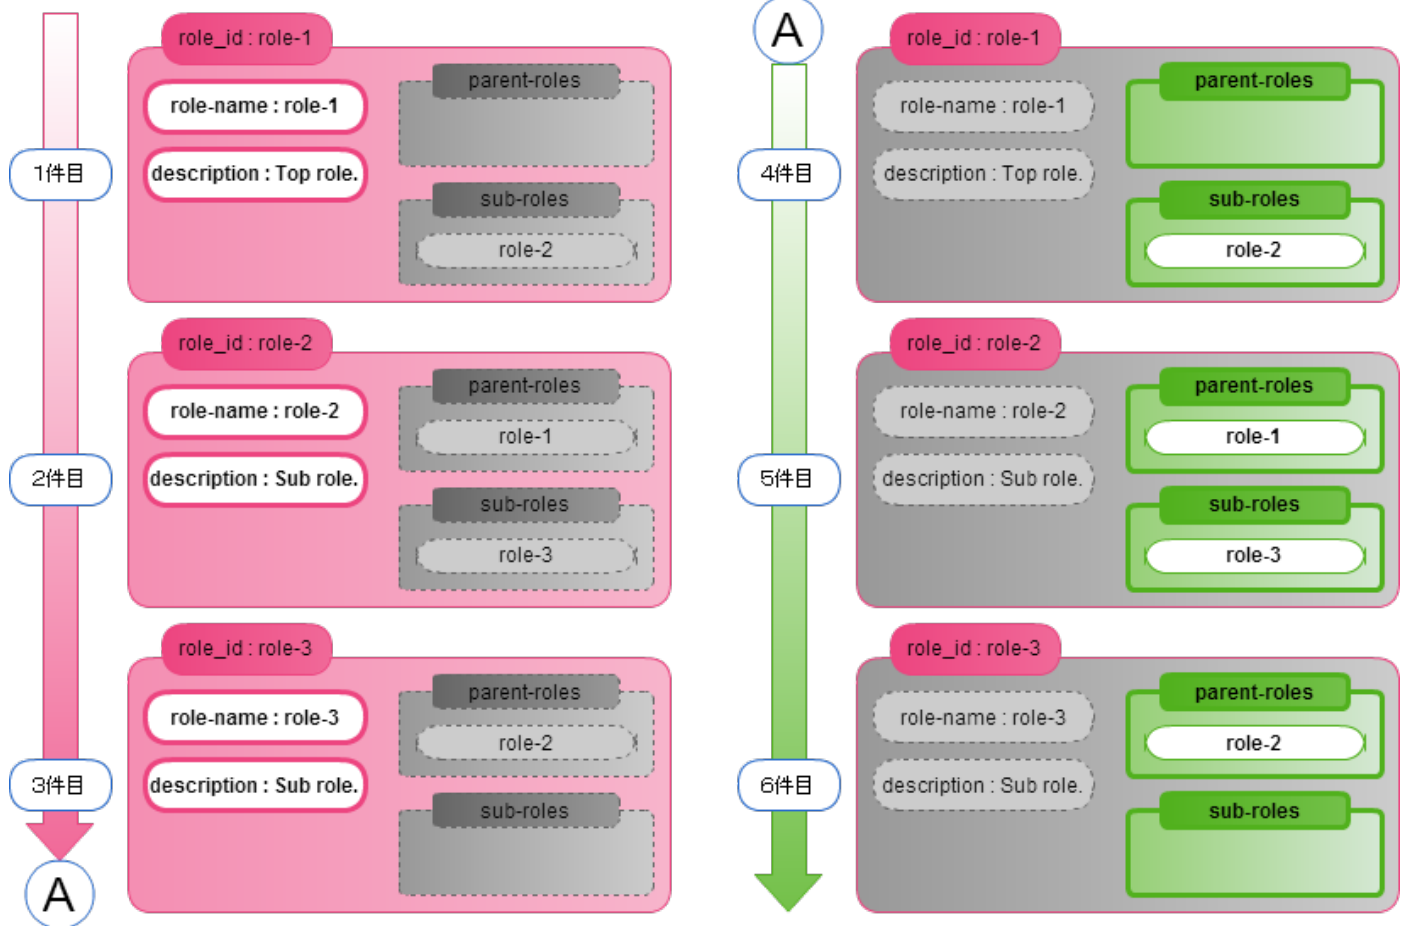 role_id : role-1
role-name : role-1
description : Top role.
parent-roles
sub-roles
role-2
1件目
role_id : role-2
role-name : role-2
description : Sub role.
parent-roles
role-1
sub-roles
role-3
2件目
role_id : role-3
role-name : role-3
description : Sub role.
parent-roles
role-2
sub-roles
3件目
A
A
role_id : role-1
role-name : role-1
description : Top role.
parent-roles
sub-roles
role-2
4件目
role_id : role-2
role-name : role-2
description : Sub role.
parent-roles
role-1
sub-roles
role-3
5件目
role_id : role-3
role-name : role-3
description : Sub role.
parent-roles
role-2
sub-roles
6件目